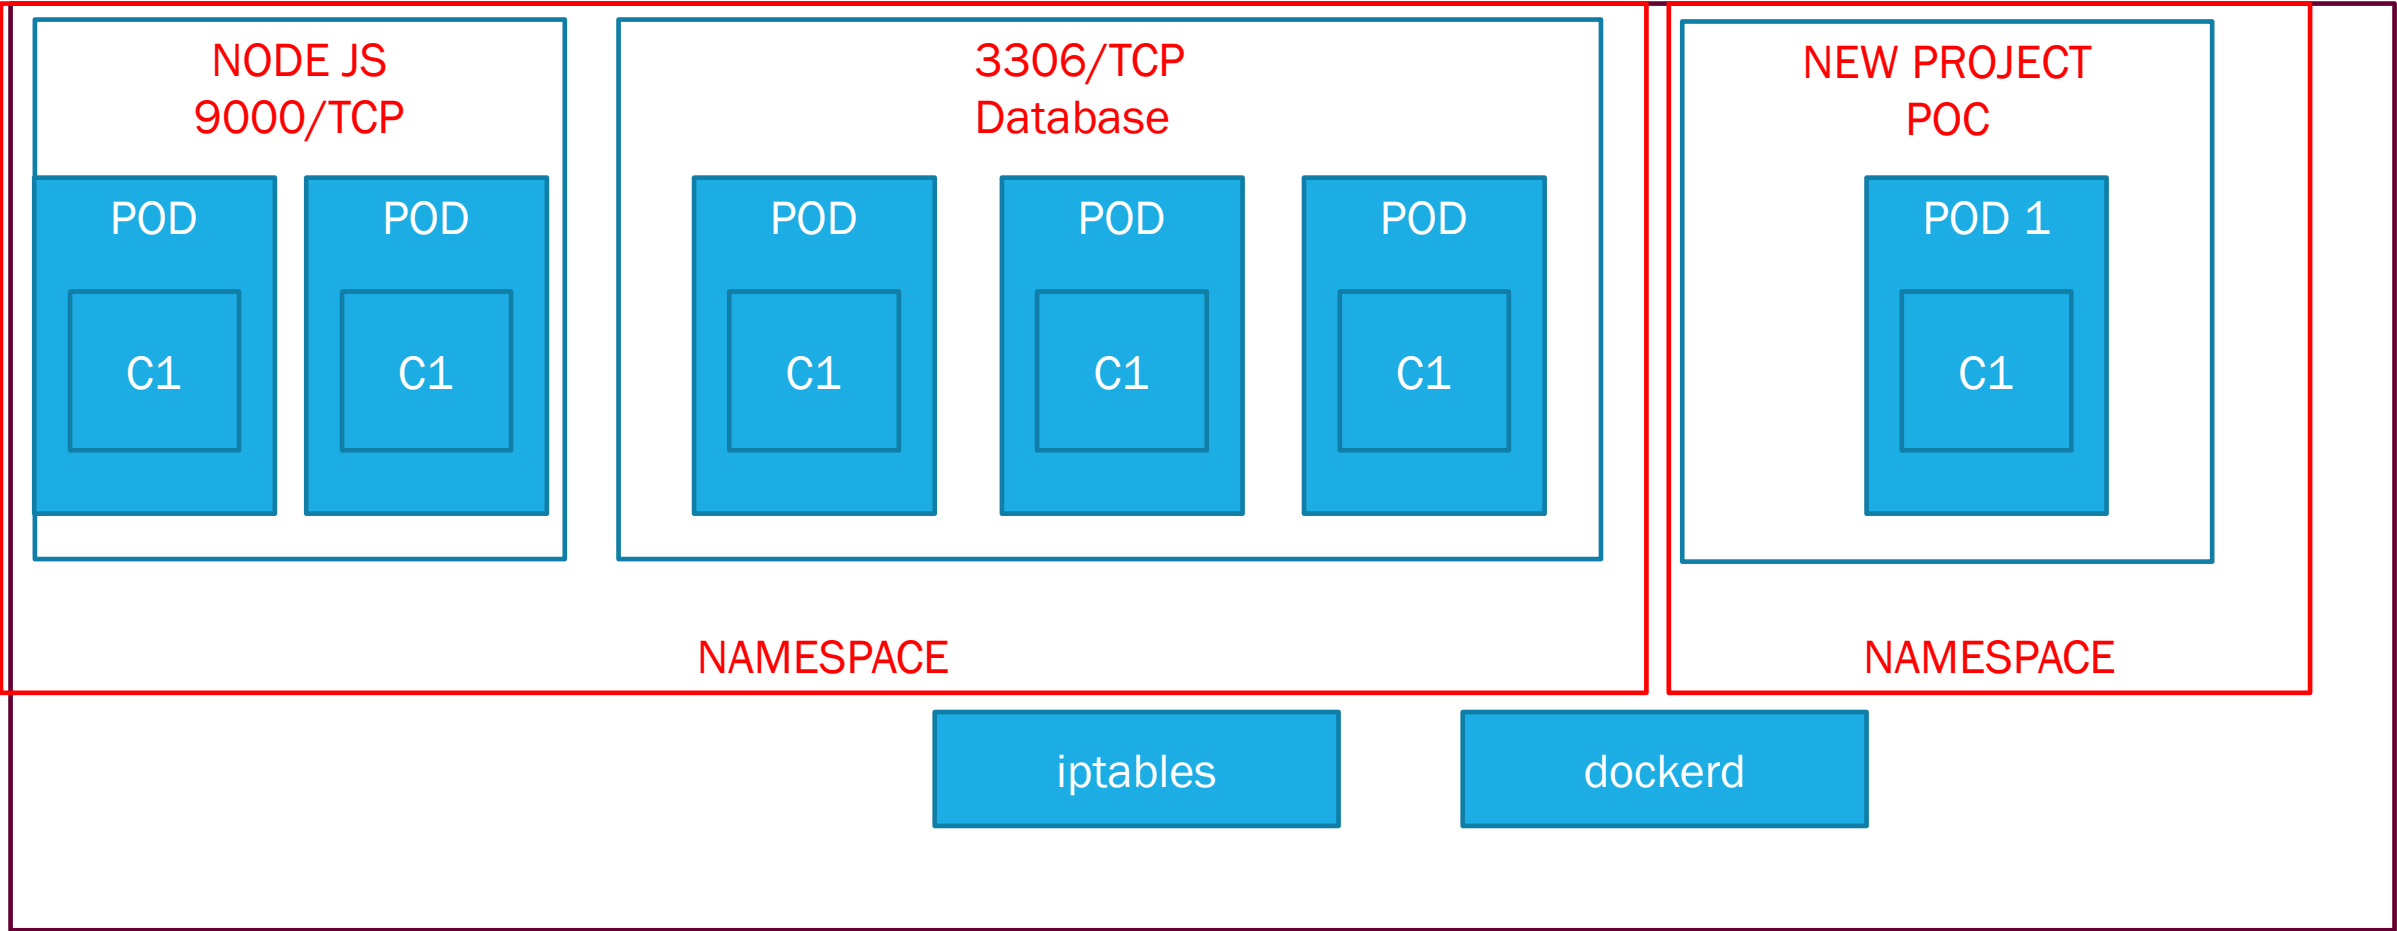 NODE JS
9000/TCP
POD
C1
POD
C1
3306/TCP
Database
POD
C1
POD
C1
POD
C1
NAMESPACE
NEW PROJECT
POC
POD 1
C1
NAMESPACE
iptables
dockerd